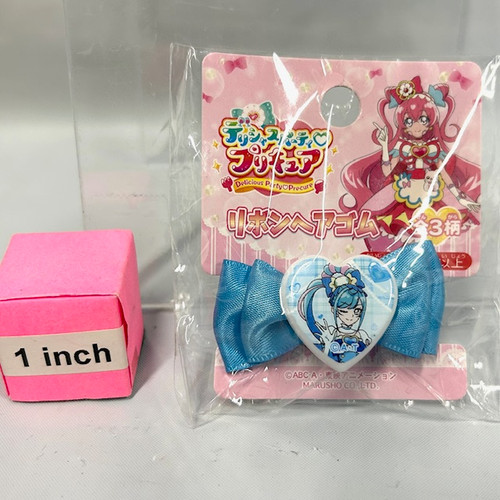 デリシャスパーティ♡
プリキュア
Delicious Party♡Precure
リボンヘアゴム
全3柄
以上
1 inch
©ABC-A・東映アニメーション
MARUSHO CO.,LTD